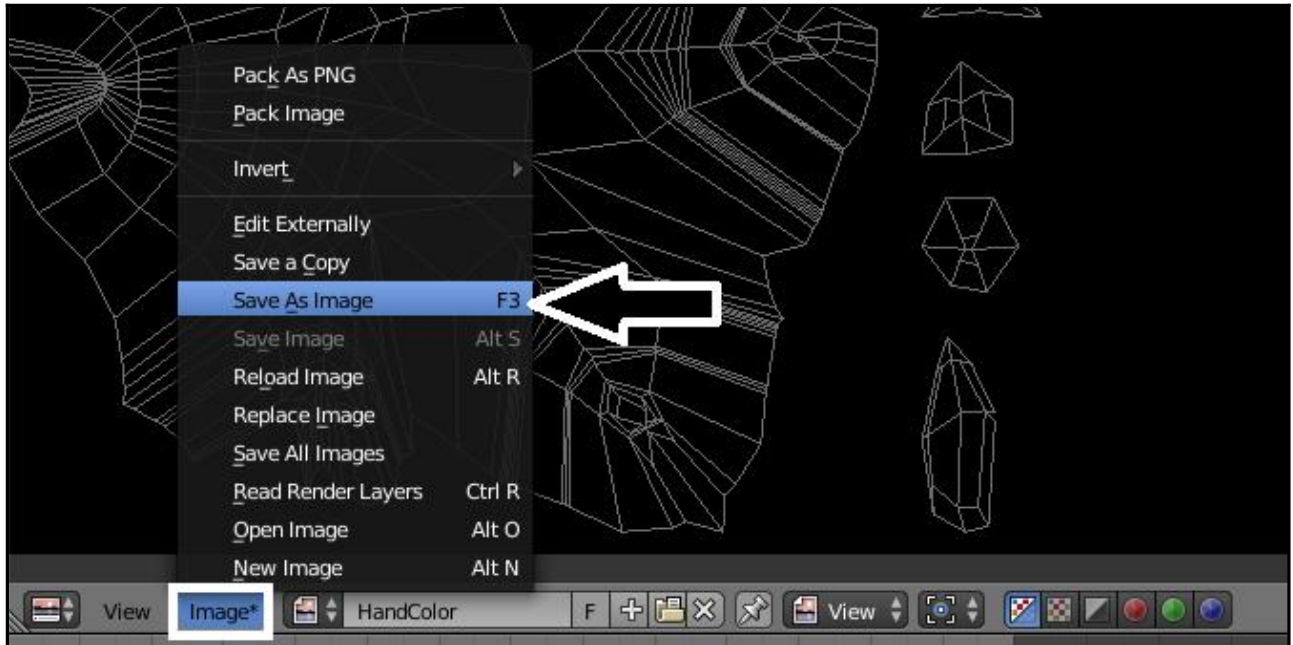 Pack As PNG
Pack Image
Invert
Edit Externally
Save a Copy
Save As Image F3
Save Image Alt S
Reload Image Alt R
Replace Image
Save All Images
Read Render Layers Ctrl R
Open Image Alt O
New Image Alt N
View Image* HandColor F View